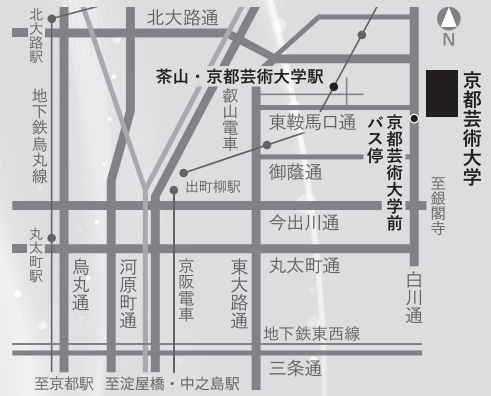 北大路駅
北大路通
N
茶山・京都芸術大学駅
叡山電車
京都芸術大学
地下鉄烏丸線
東鞍馬口通
京都芸術大学前
バス停
御蔭通
出町柳駅
至銀閣寺
今出川通
丸太町駅
丸太町通
烏丸通
河原町通
京阪電車
東大路通
白川通
地下鉄東西線
三条通
至京都駅
至淀屋橋・中之島駅